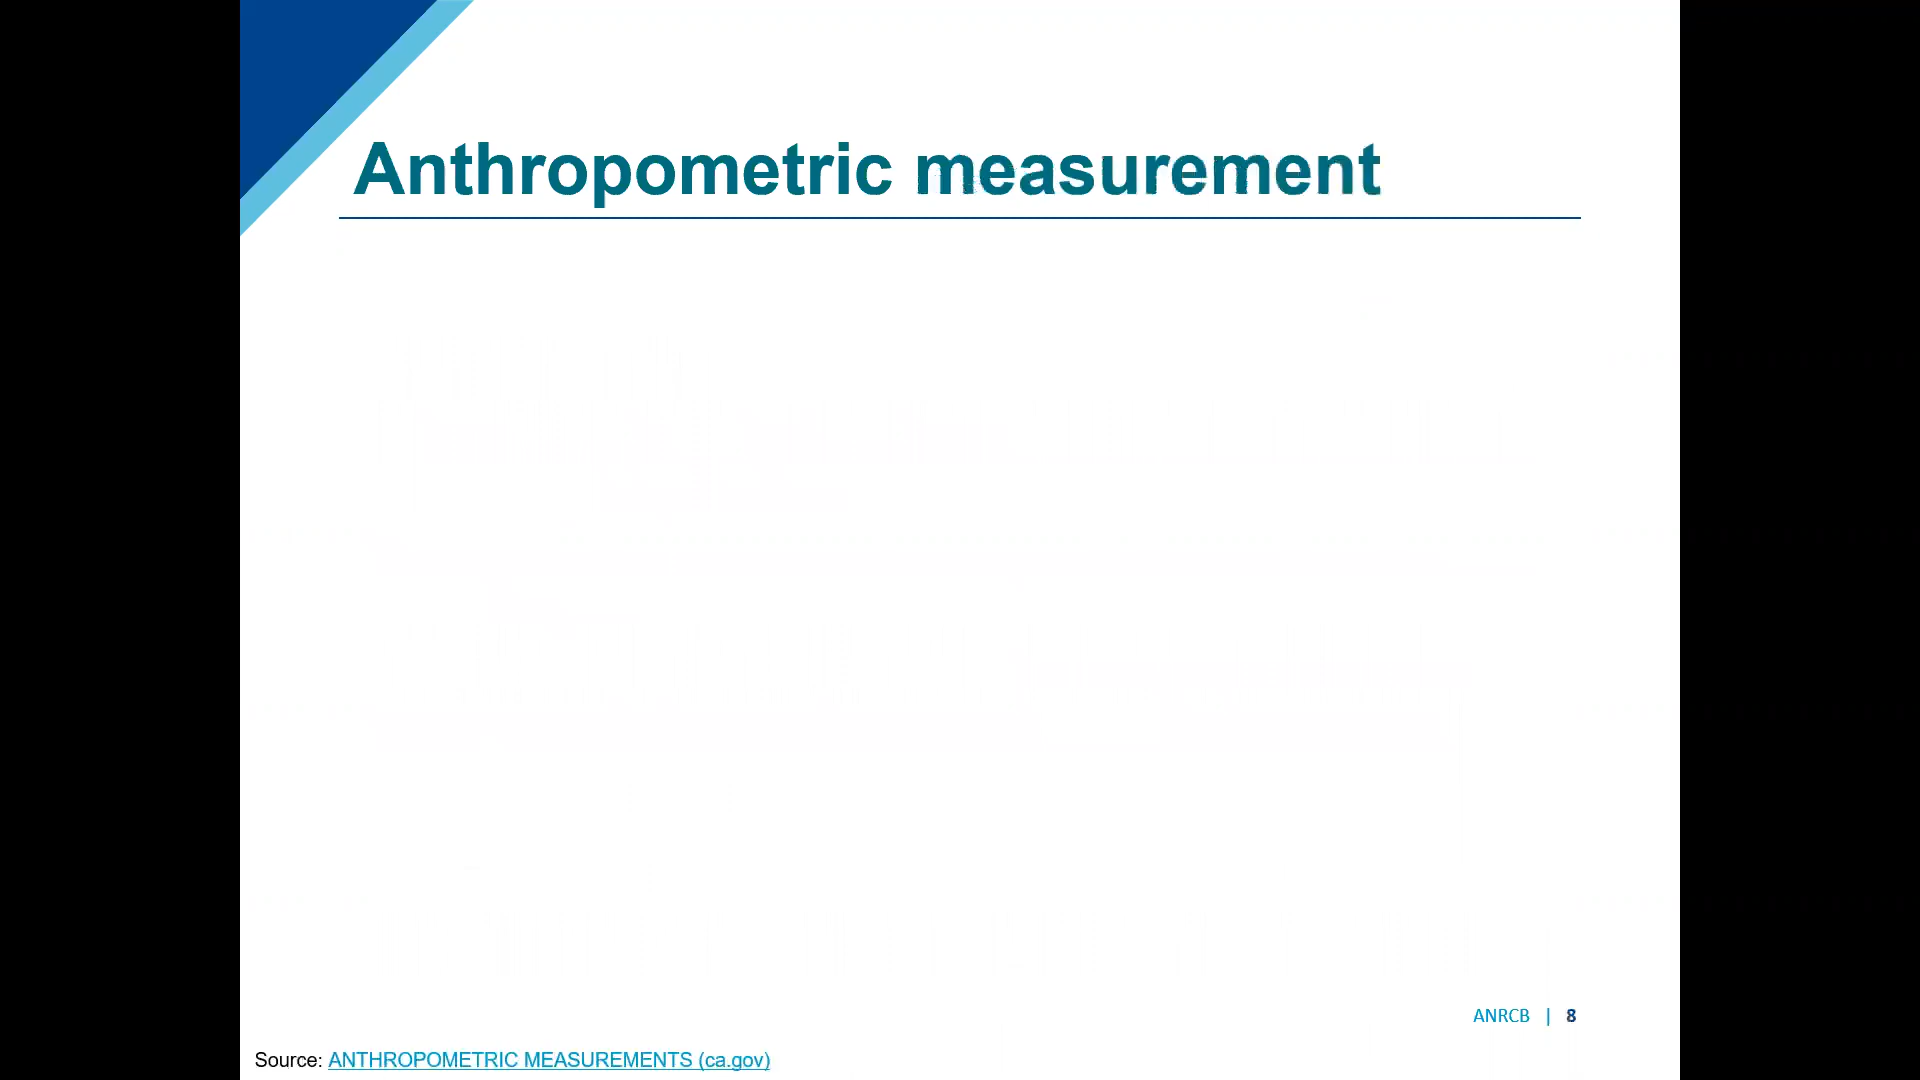 Anthropometric measurement
ANRCB | 8
Source: ANTHROPOMETRIC MEASUREMENTS (ca.gov)